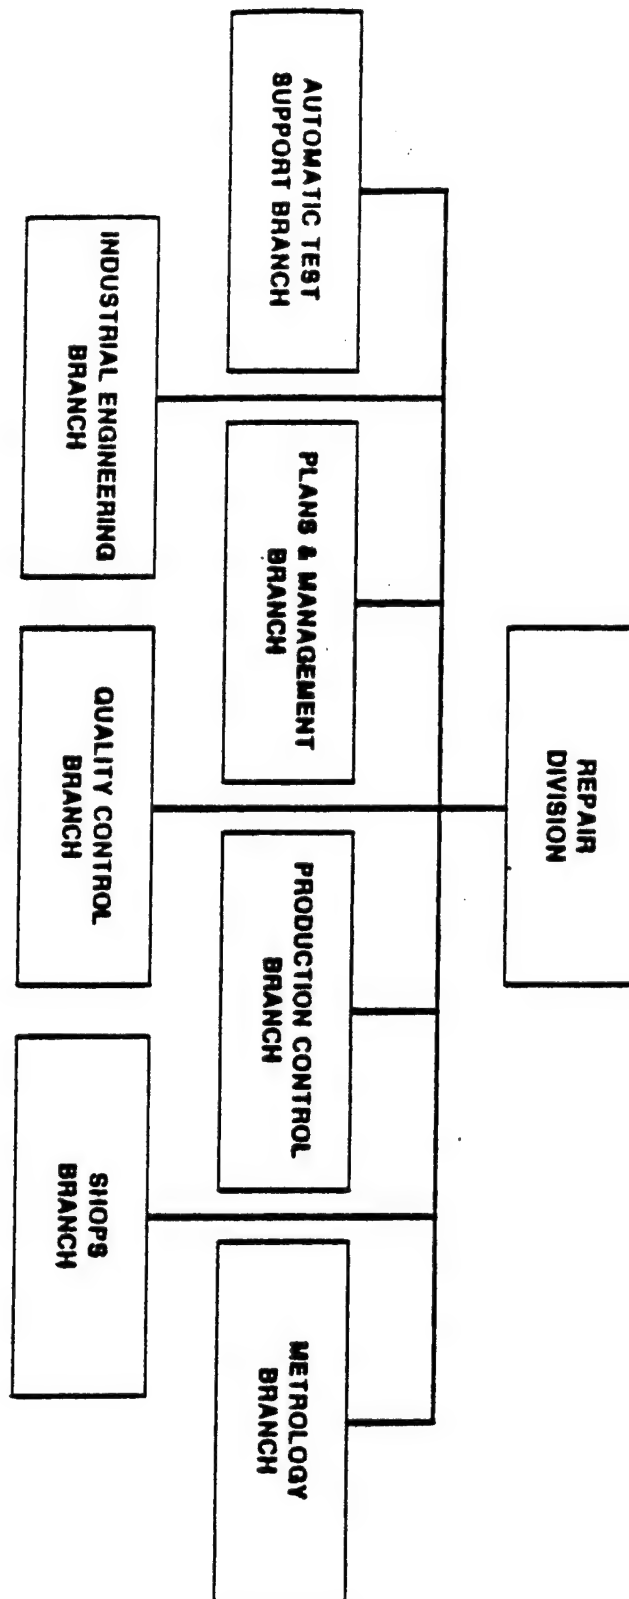 REPAIR
DIVISION
AUTOMATIC TEST
SUPPORT BRANCH
PLANS & MANAGEMENT
BRANCH
PRODUCTION CONTROL
BRANCH
METROLOGY
BRANCH
INDUSTRIAL ENGINEERING
BRANCH
QUALITY CONTROL
BRANCH
SHOPS
BRANCH